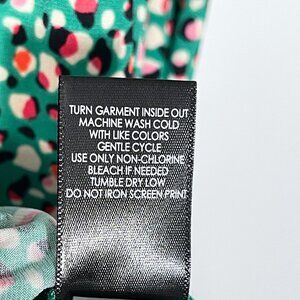 TURN GARMENT INSIDE OUT
MACHINE WASH COLD
WITH LIKE COLORS
GENTLE CYCLE
USE ONLY NON-CHLORINE
BLEACH IF NEEDED
TUMBLE DRY LOW
DO NOT IRON SCREEN PRINT